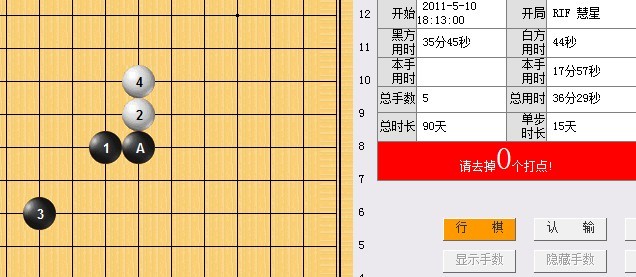 4
2
1
A
3
12
11
10
9
8
7
6
5
4
开始
2011-5-10
18:13:00
开局
RIF 慧星
黑方
用时
35分45秒
白方
用时
44秒
本手
用时
本手
用时
17分57秒
总手数
5
总用时
36分29秒
总时长
90天
单步
时长
15天
请去掉0个打点!
行 棋
认 输
显示手数
隐藏手数